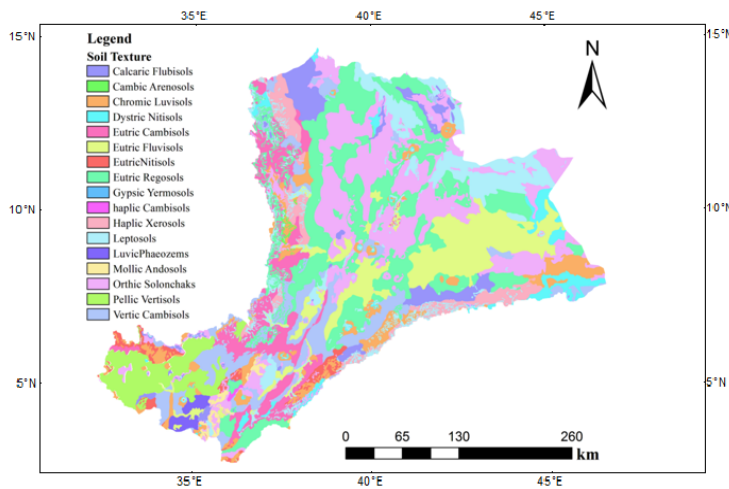 35°E 40°E 45°E
15°N
15°N
Legend
Soil Texture
Calcaric Flubisols
Cambic Arenosols
Chromic Luvisols
Dystric Nitisols
Eutric Cambisols
Eutric Fluvisols
EutricNitisols
Eutric Regosols
Gypsic Yermosols
haplic Cambisols
Haplic Xerosols
Leptosols
LuvicPhaeozems
Mollic Andosols
Orthic Solonchaks
Pellic Vertisols
Vertic Cambisols
N
10°N
10°N
5°N
5°N
0 65 130 260
km
35°E 40°E 45°E